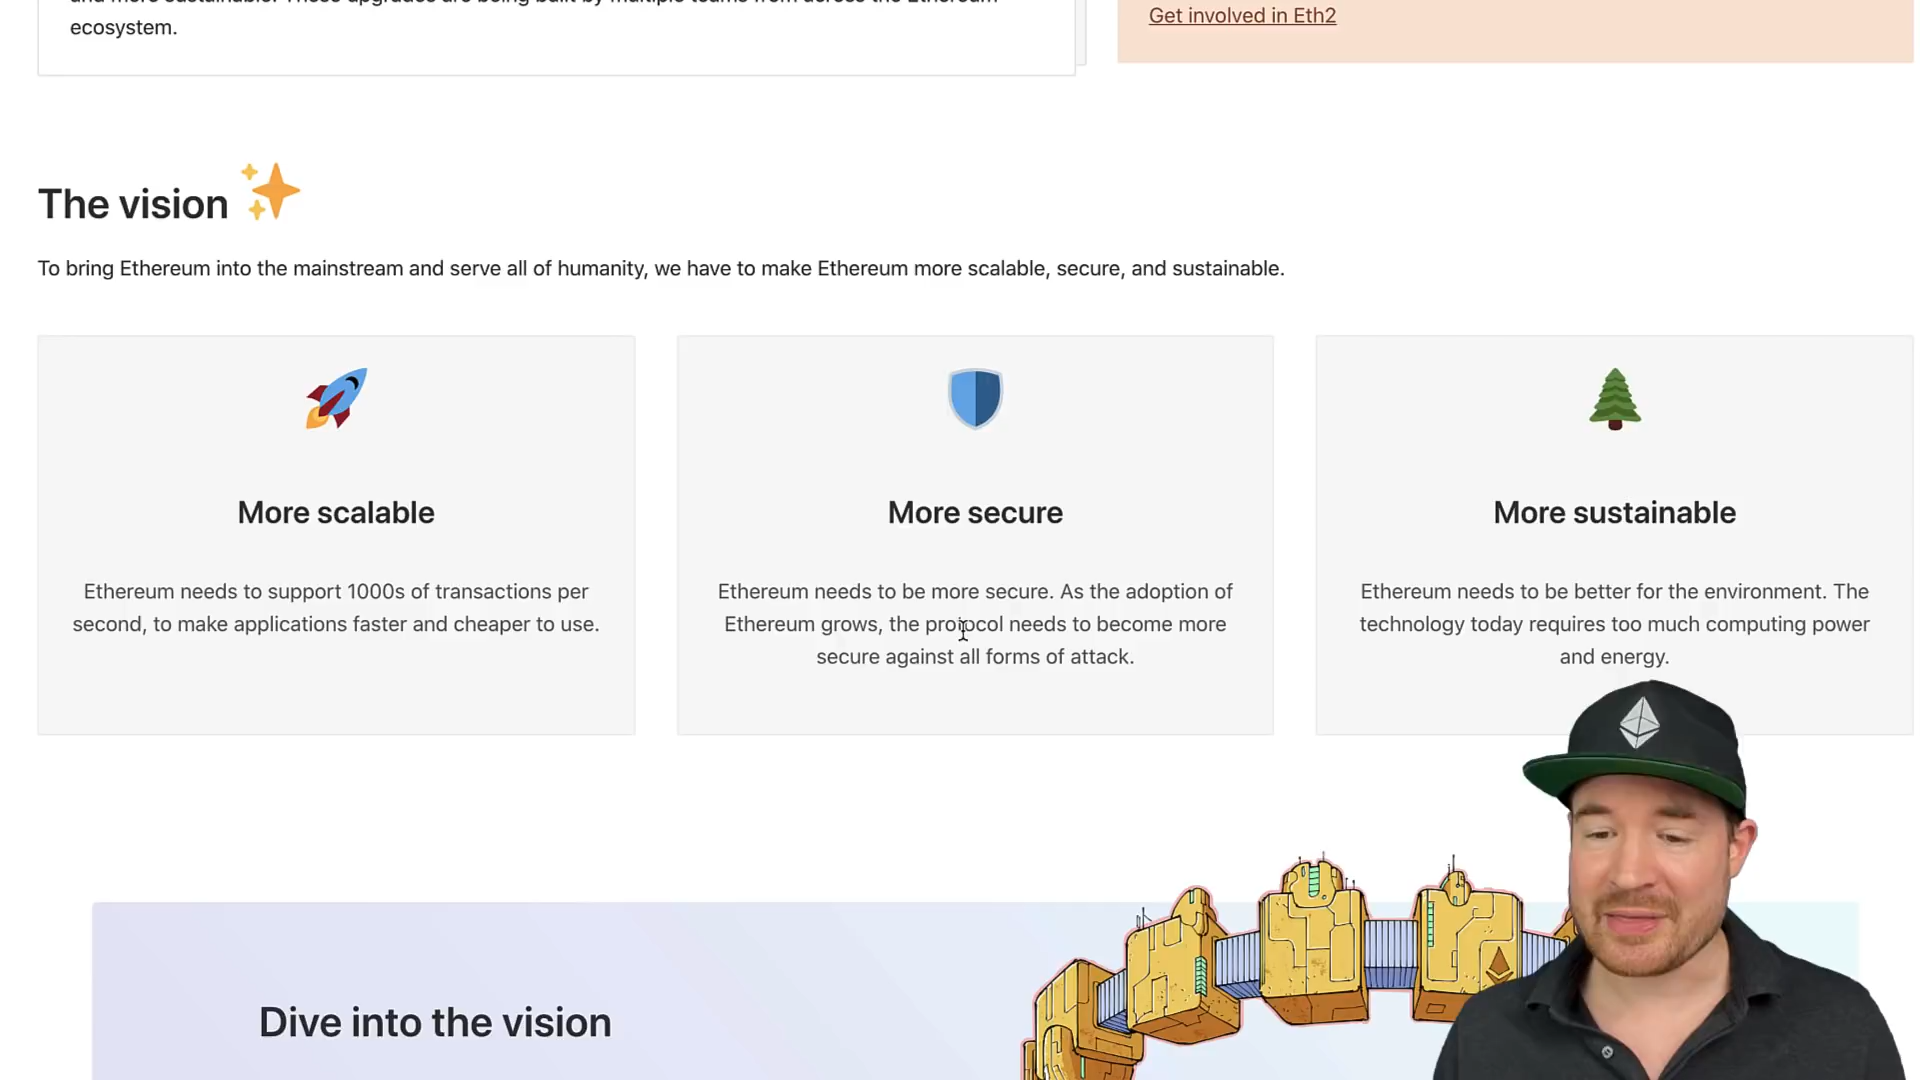 ecosystem.
Get involved in Eth2
The vision
To bring Ethereum into the mainstream and serve all of humanity, we have to make Ethereum more scalable, secure, and sustainable.
More scalable
Ethereum needs to support 1000s of transactions per
second, to make applications faster and cheaper to use.
More secure
Ethereum needs to be more secure. As the adoption of
Ethereum grows, the protocol needs to become more
secure against all forms of attack.
More sustainable
Ethereum needs to be better for the environment. The
technology today requires too much computing power
and energy.
Dive into the vision